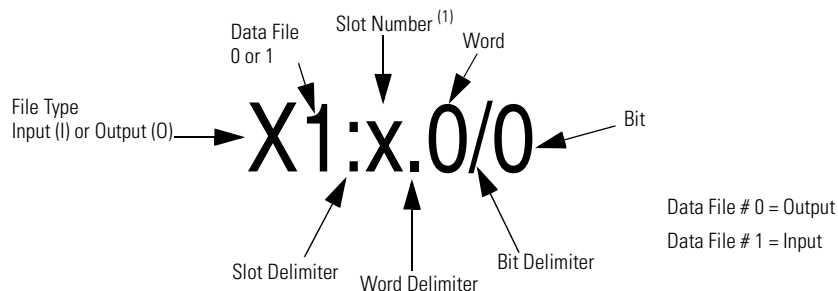 Data File
0 or 1
Slot Number (1)
Word
File Type
Input (I) or Output (O)
X1:x.0/0
Bit
Slot Delimiter
Word Delimiter
Bit Delimiter
Data File # 0 = Output
Data File # 1 = Input